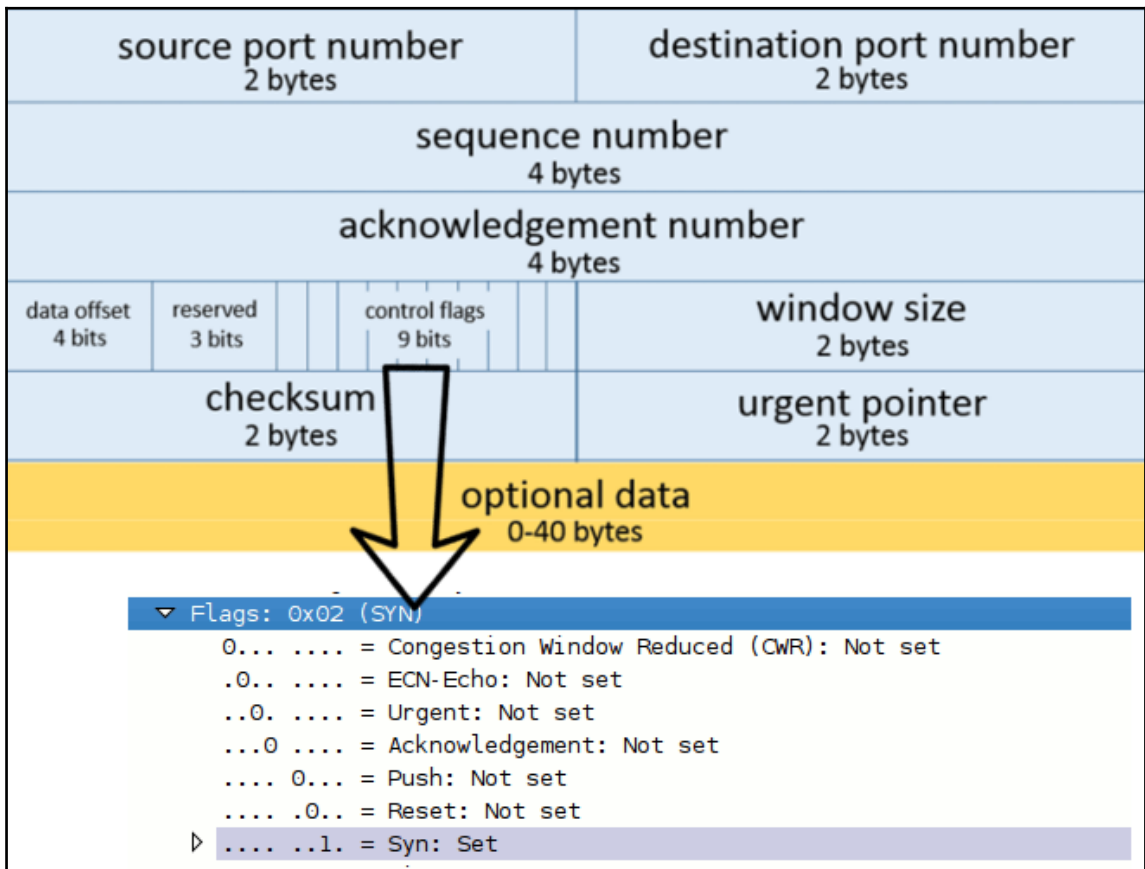 source port number
2 bytes
destination port number
2 bytes
sequence number
4 bytes
acknowledgement number
4 bytes
data offset
4 bits
reserved
3 bits
control flags
9 bits
window size
2 bytes
checksum
2 bytes
urgent pointer
2 bytes
optional data
0-40 bytes
Flags: 0x02 (SYN)
0... .... = Congestion Window Reduced (CWR): Not set
.0.. .... = ECN-Echo: Not set
..0. .... = Urgent: Not set
...0 .... = Acknowledgement: Not set
.... 0... = Push: Not set
.... .0.. = Reset: Not set
.... ..1. = Syn: Set